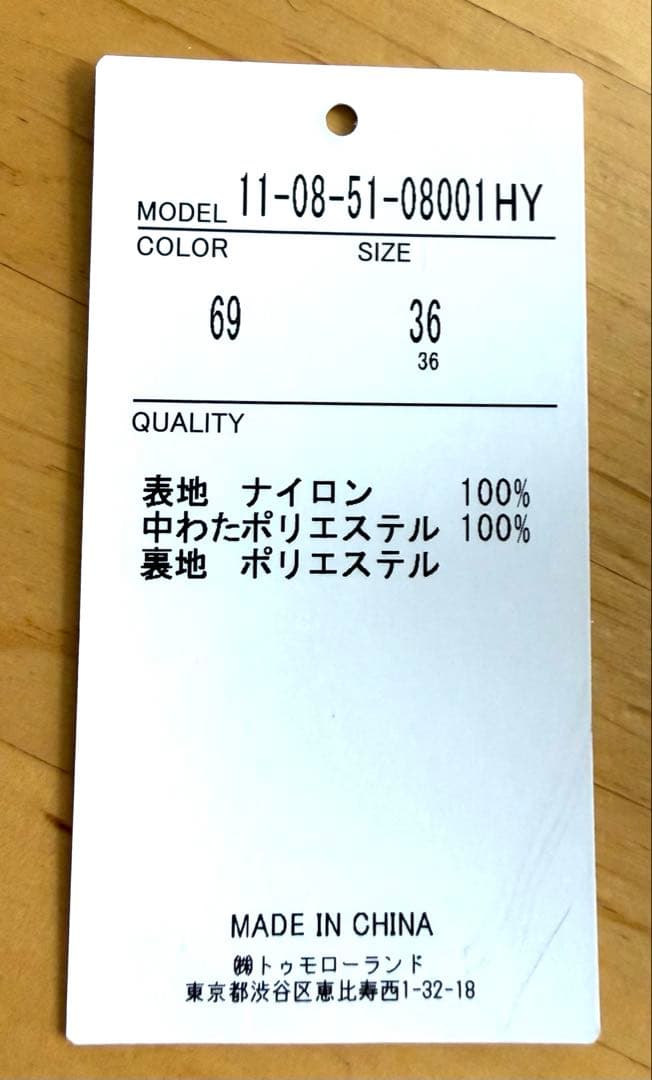 MODEL 11-08-51-08001HY
COLOR SIZE
69 36
36
QUALITY
表地 ナイロン 100%
中わたポリエステル 100%
裏地 ポリエステル
MADE IN CHINA
㈱トゥモローランド
東京都渋谷区恵比寿西1-32-18